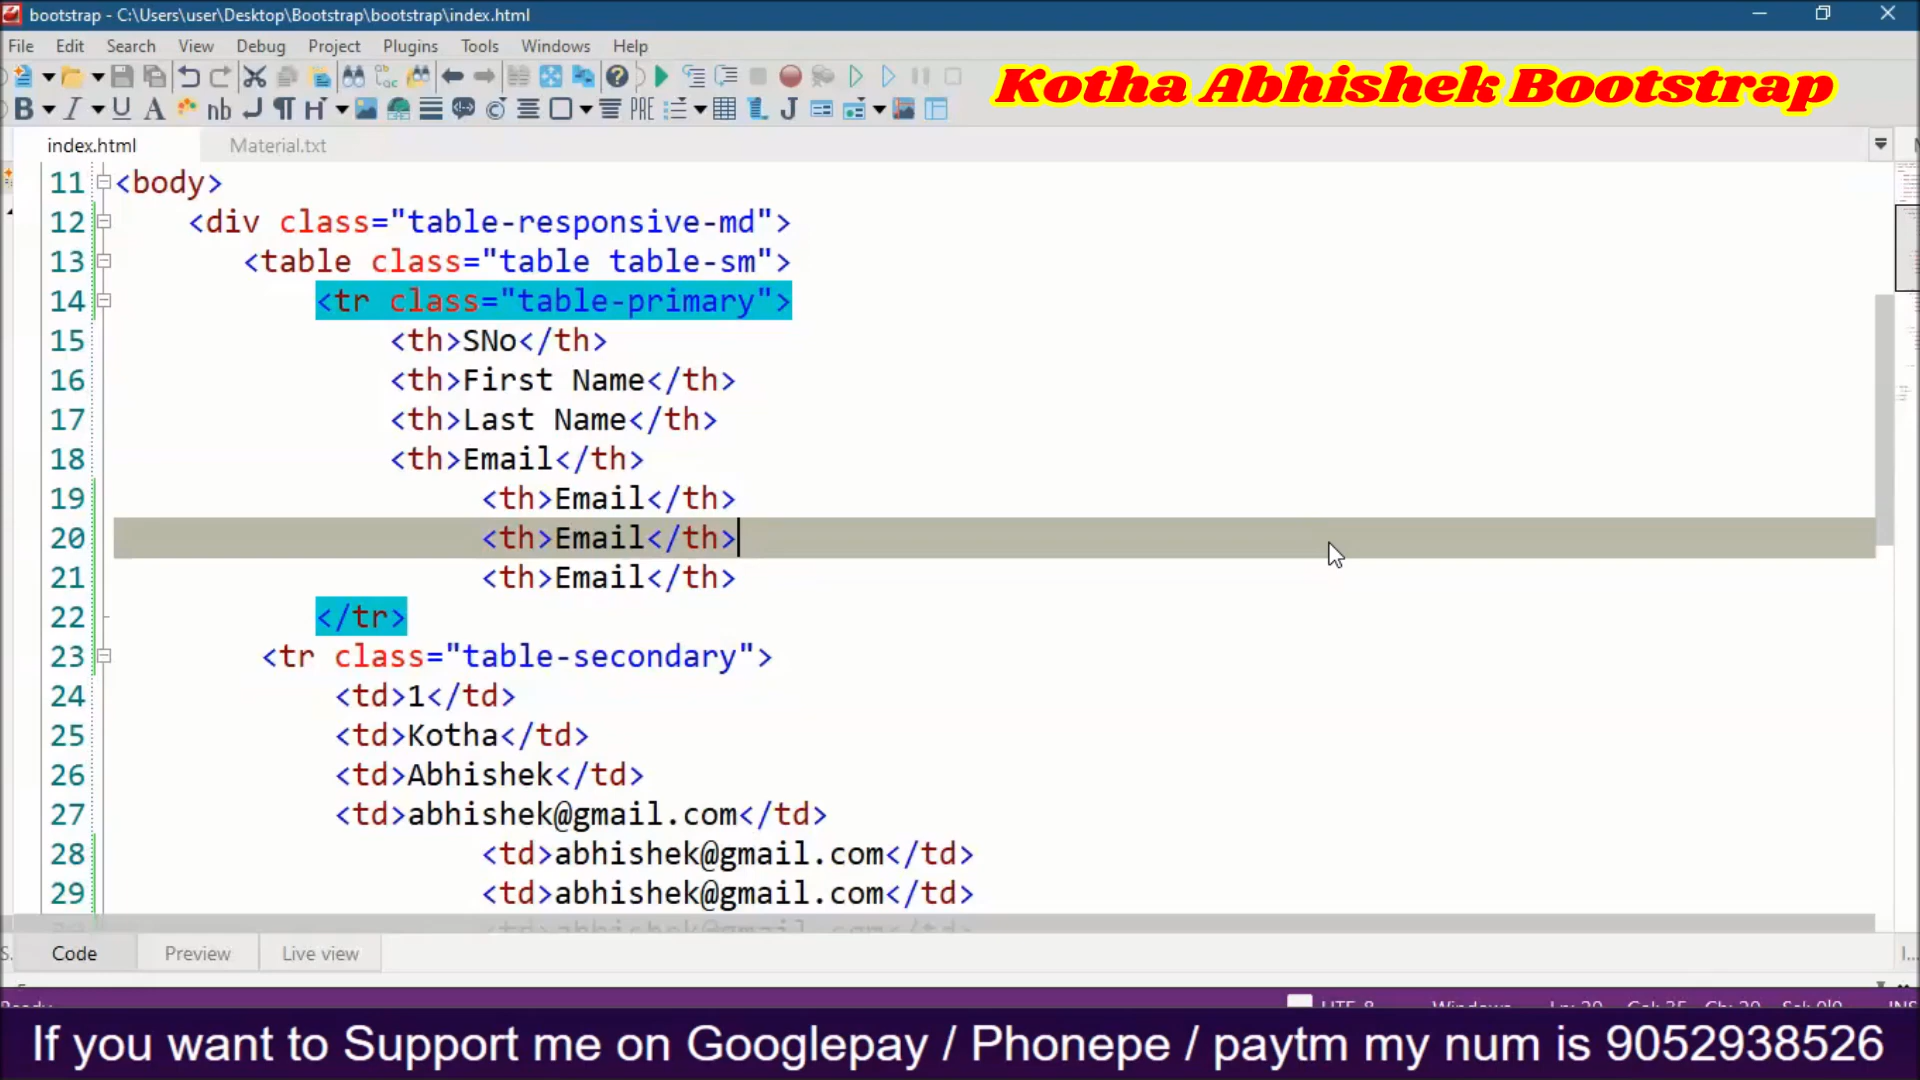 bootstrap - C:\Users\user\Desktop\Bootstrap\bootstrap\index.html
File Edit Search View Debug Project Plugins Tools Windows Help
Kotha Abhishek Bootstrap
B I U A nb H PRE J
index.html Material.txt
11 <body>
12 <div class="table-responsive-md">
13 <table class="table table-sm">
14 <tr class="table-primary">
15 <th>SNo</th>
16 <th>First Name</th>
17 <th>Last Name</th>
18 <th>Email</th>
19 <th>Email</th>
20 <th>Email</th>
21 <th>Email</th>
22 </tr>
23 <tr class="table-secondary">
24 <td>1</td>
25 <td>Kotha</td>
26 <td>Abhishek</td>
27 <td>abhishek@gmail.com</td>
28 <td>abhishek@gmail.com</td>
29 <td>abhishek@gmail.com</td>
Code Preview Live view
If you want to Support me on Googlepay / Phonepe / paytm my num is 9052938526